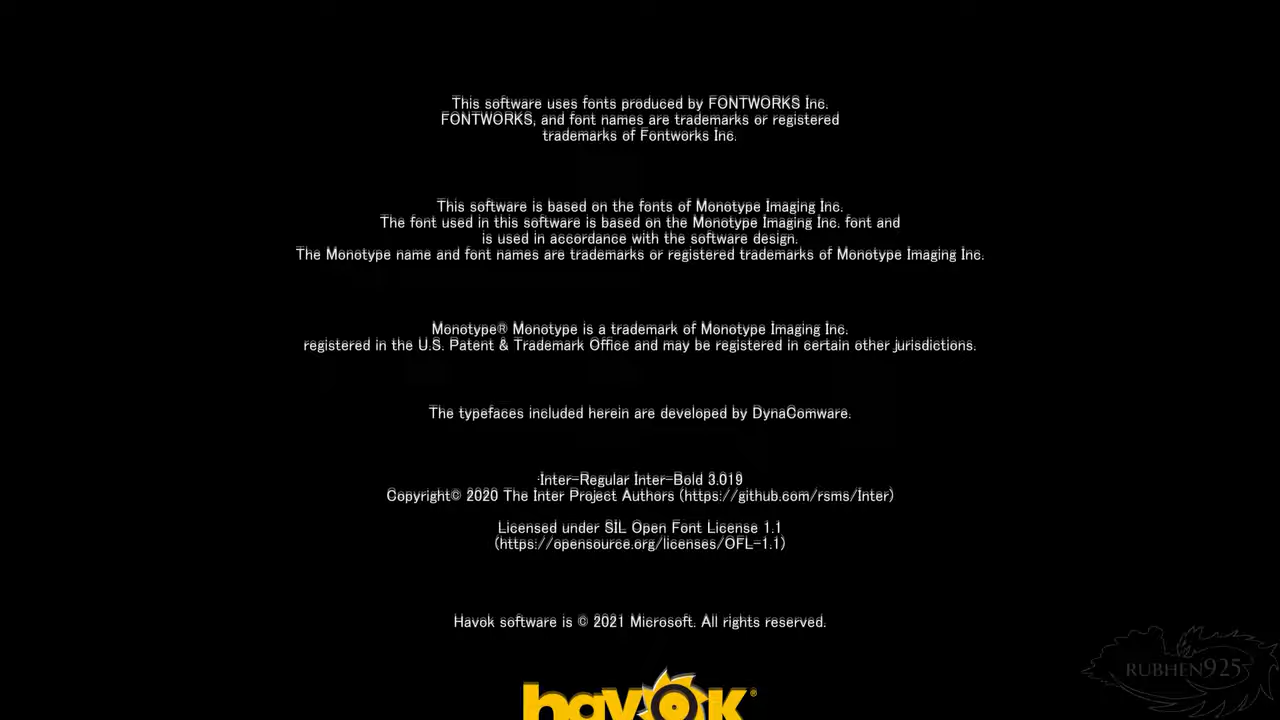 This software uses fonts produced by FONTWORKS Inc.
FONTWORKS, and font names are trademarks or registered
trademarks of Fontworks Inc.
This software is based on the fonts of Monotype Imaging Inc.
The font used in this software is based on the Monotype Imaging Inc. font and
is used in accordance with the software design.
The Monotype name and font names are trademarks or registered trademarks of Monotype Imaging Inc.
Monotype® Monotype is a trademark of Monotype Imaging Inc.
registered in the U.S. Patent & Trademark Office and may be registered in certain other jurisdictions.
The typefaces included herein are developed by DynaComware.
·Inter-Regular Inter-Bold 3.019
Copyright© 2020 The Inter Project Authors (https://github.com/rsms/Inter)
Licensed under SIL Open Font License 1.1
(https://opensource.org/licenses/OFL-1.1)
Havok software is © 2021 Microsoft. All rights reserved.
RUBHEN925
havok®